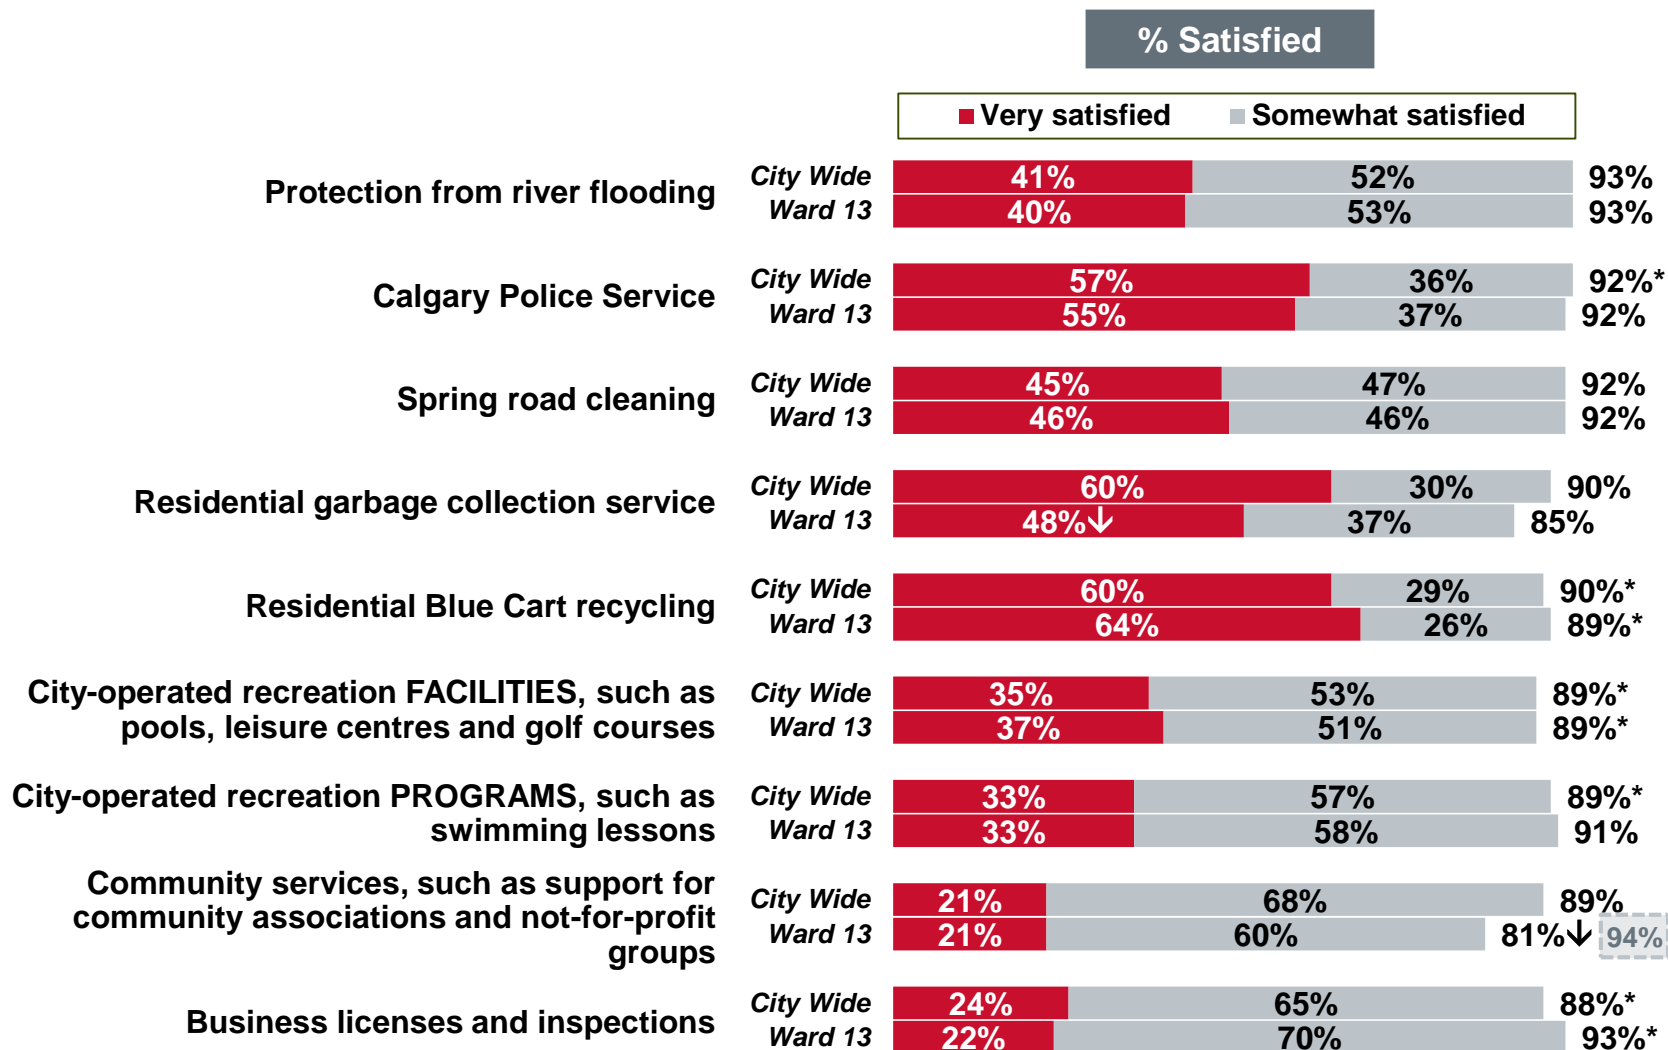 % Satisfied
Very satisfied Somewhat satisfied
Protection from river flooding
City Wide 41% 52% 93%
Ward 13 40% 53% 93%
Calgary Police Service
City Wide 57% 36% 92%*
Ward 13 55% 37% 92%
Spring road cleaning
City Wide 45% 47% 92%
Ward 13 46% 46% 92%
Residential garbage collection service
City Wide 60% 30% 90%
Ward 13 48%↓ 37% 85%
Residential Blue Cart recycling
City Wide 60% 29% 90%*
Ward 13 64% 26% 89%*
City-operated recreation FACILITIES, such as
pools, leisure centres and golf courses
City Wide 35% 53% 89%*
Ward 13 37% 51% 89%*
City-operated recreation PROGRAMS, such as
swimming lessons
City Wide 33% 57% 89%*
Ward 13 33% 58% 91%
Community services, such as support for
community associations and not-for-profit
groups
City Wide 21% 68% 89%
Ward 13 21% 60% 81%↓ 94%
Business licenses and inspections
City Wide 24% 65% 88%*
Ward 13 22% 70% 93%*